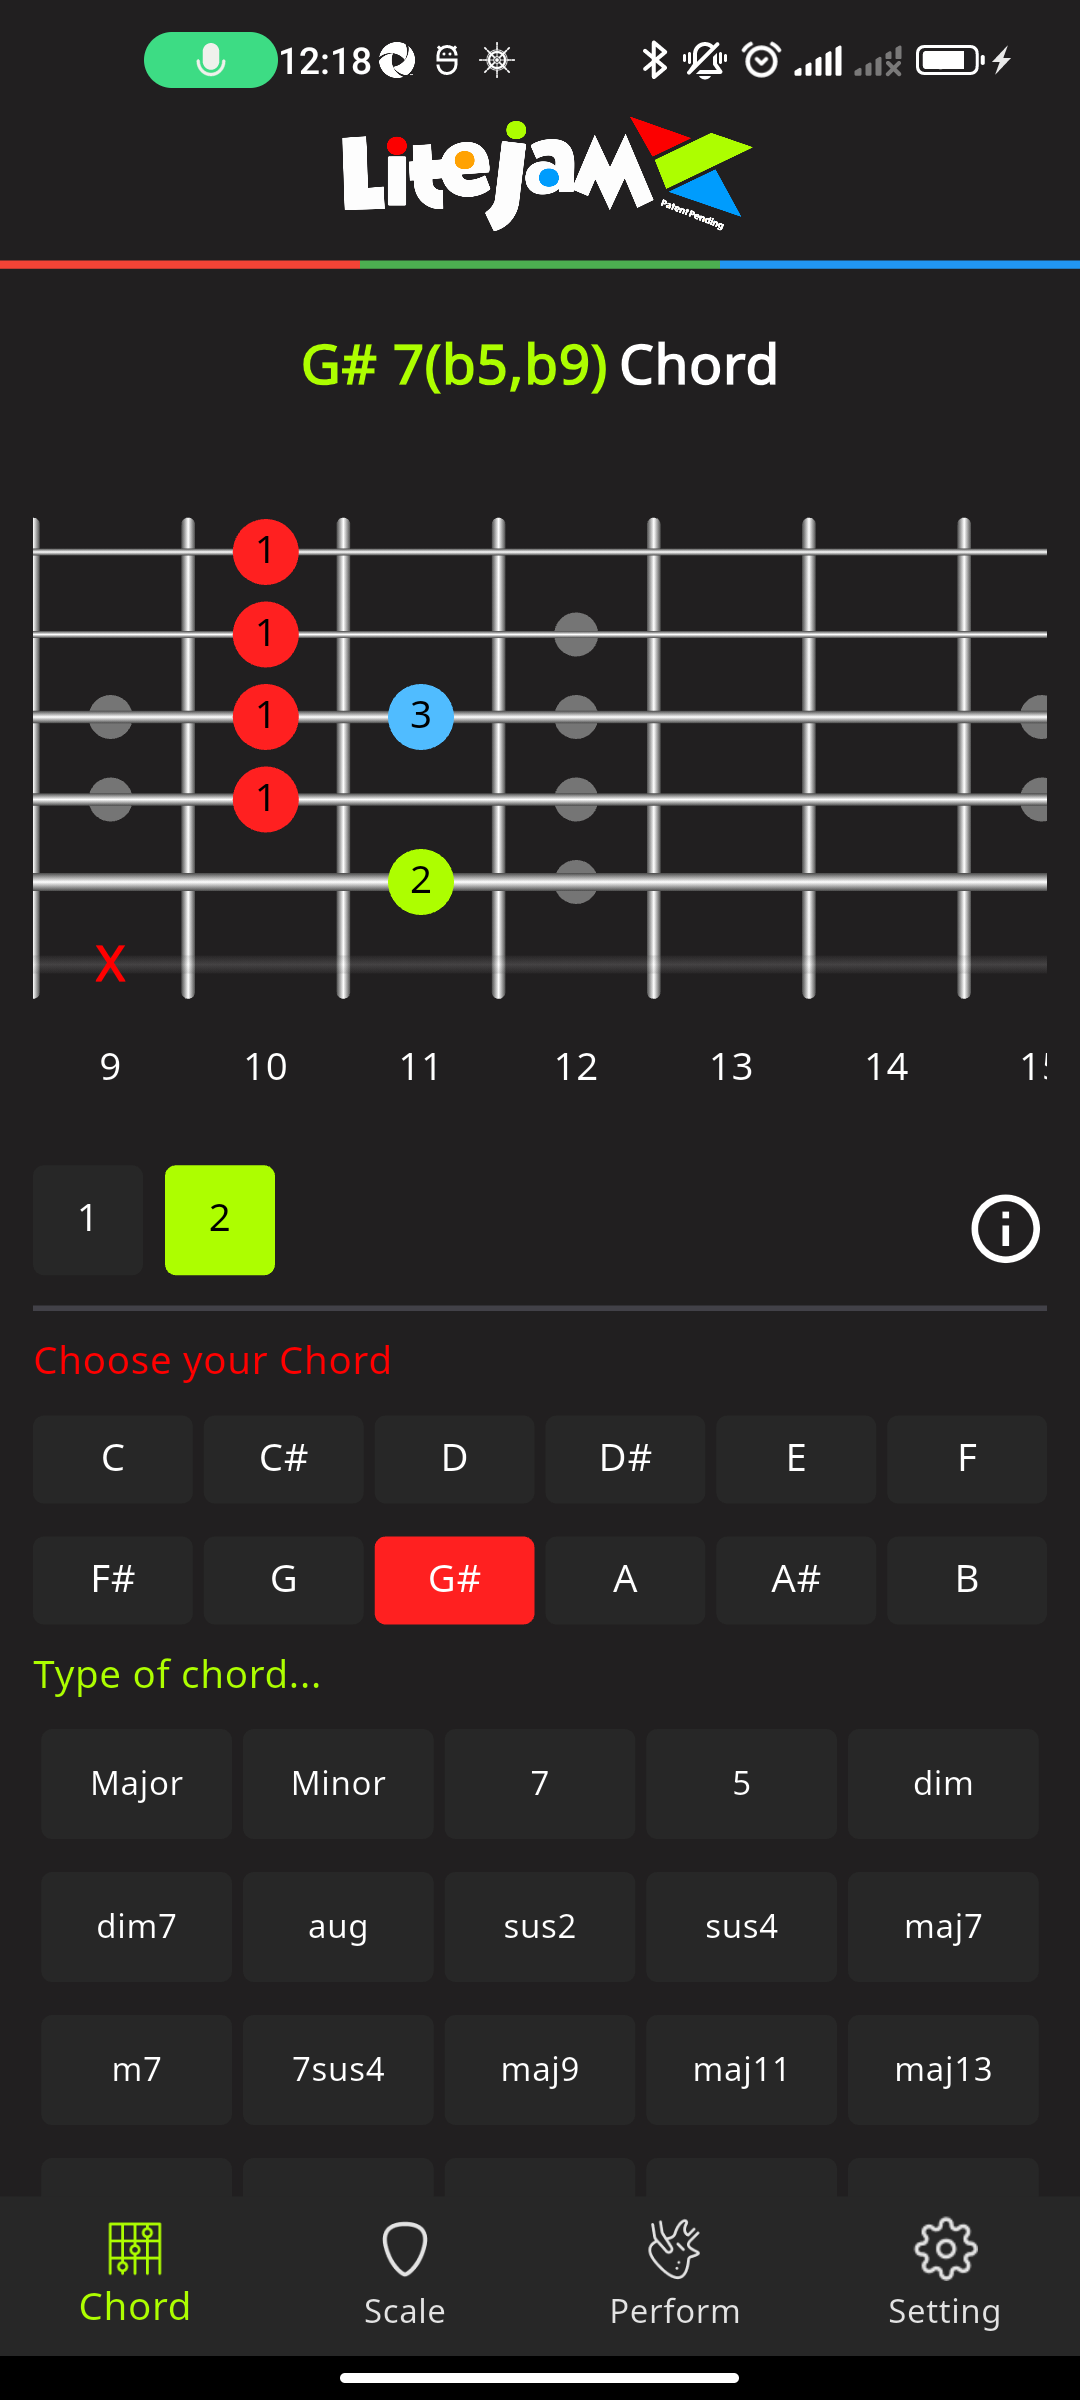 12:18
LiteJam
Patent Pending
G# 7(b5,b9) Chord
1
1
1 3
1
2
X
9 10 11 12 13 14 15
1 2
Choose your Chord
C C# D D# E F
F# G G# A A# B
Type of chord...
Major Minor 7 5 dim
dim7 aug sus2 sus4 maj7
m7 7sus4 maj9 maj11 maj13
Chord Scale Perform Setting